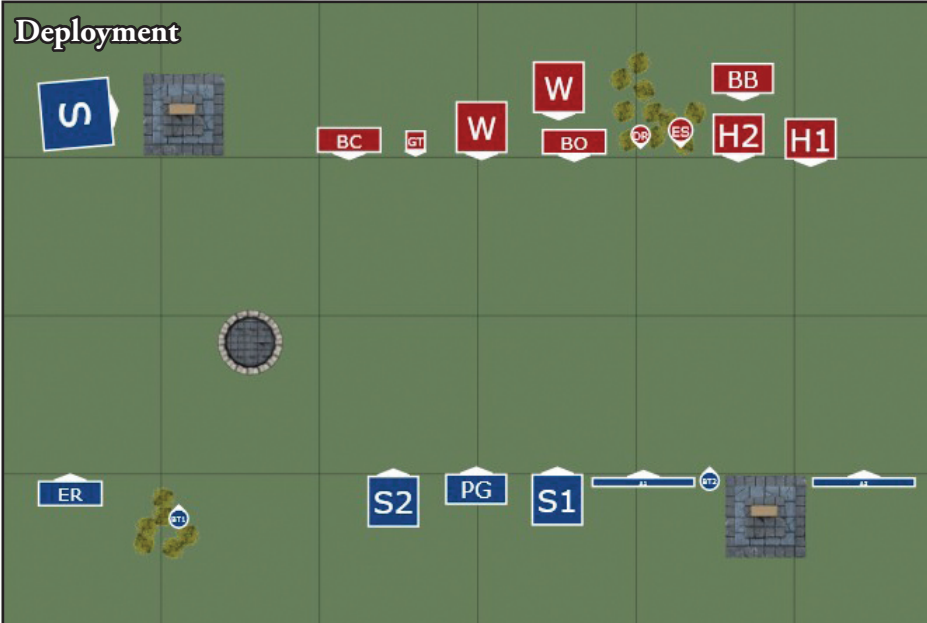 Deployment
S
BC
GT
W
W
BO
DR
ES
BB
H2
H1
ER
BT1
S2
PG
S1
A1
BT2
A2